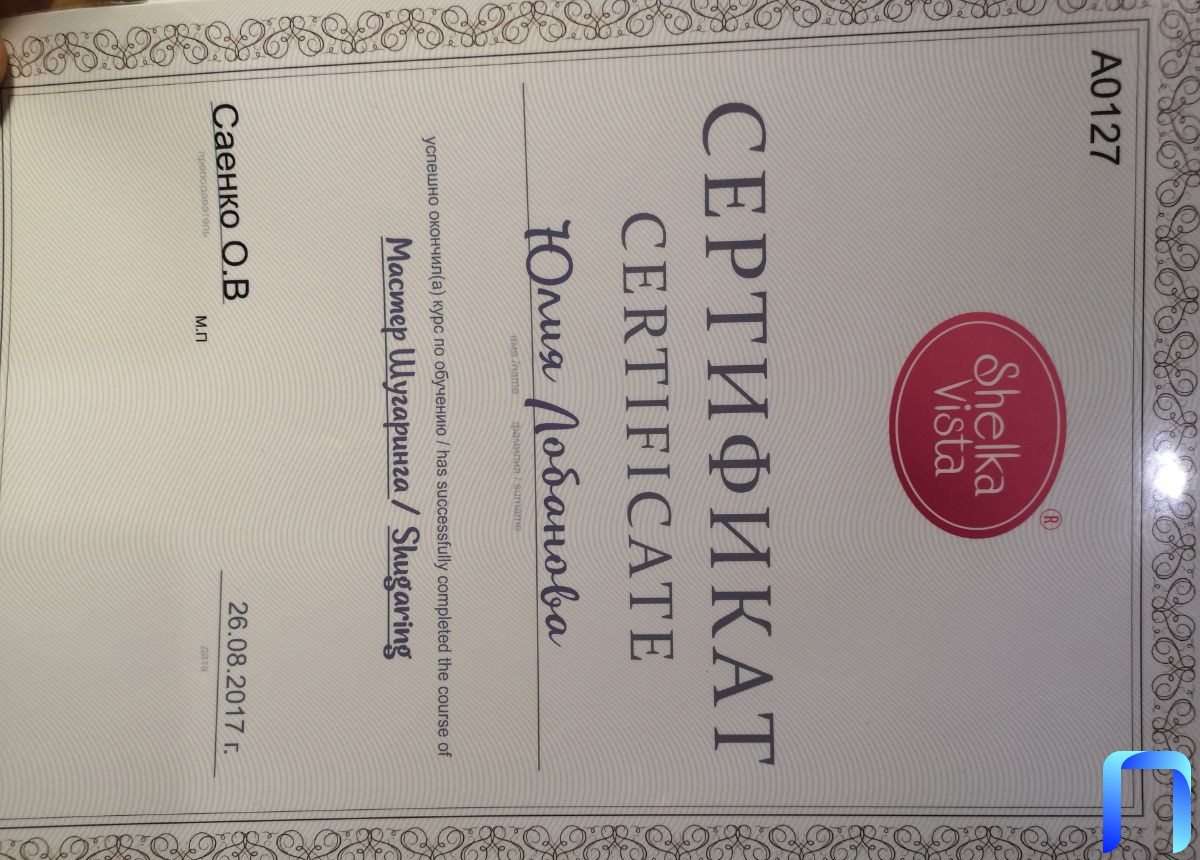 A0127
Shelka
Vista
®
СЕРТИФИКАТ
CERTIFICATE
Юлия Лобанова
имя /name фамилия / surname
успешно окончил(а) курс по обучению / has successfully completed the course of
Мастер Шугаринга / Shugaring
Саенко О.В
преподаватель
м.п
26.08.2017 г.
дата